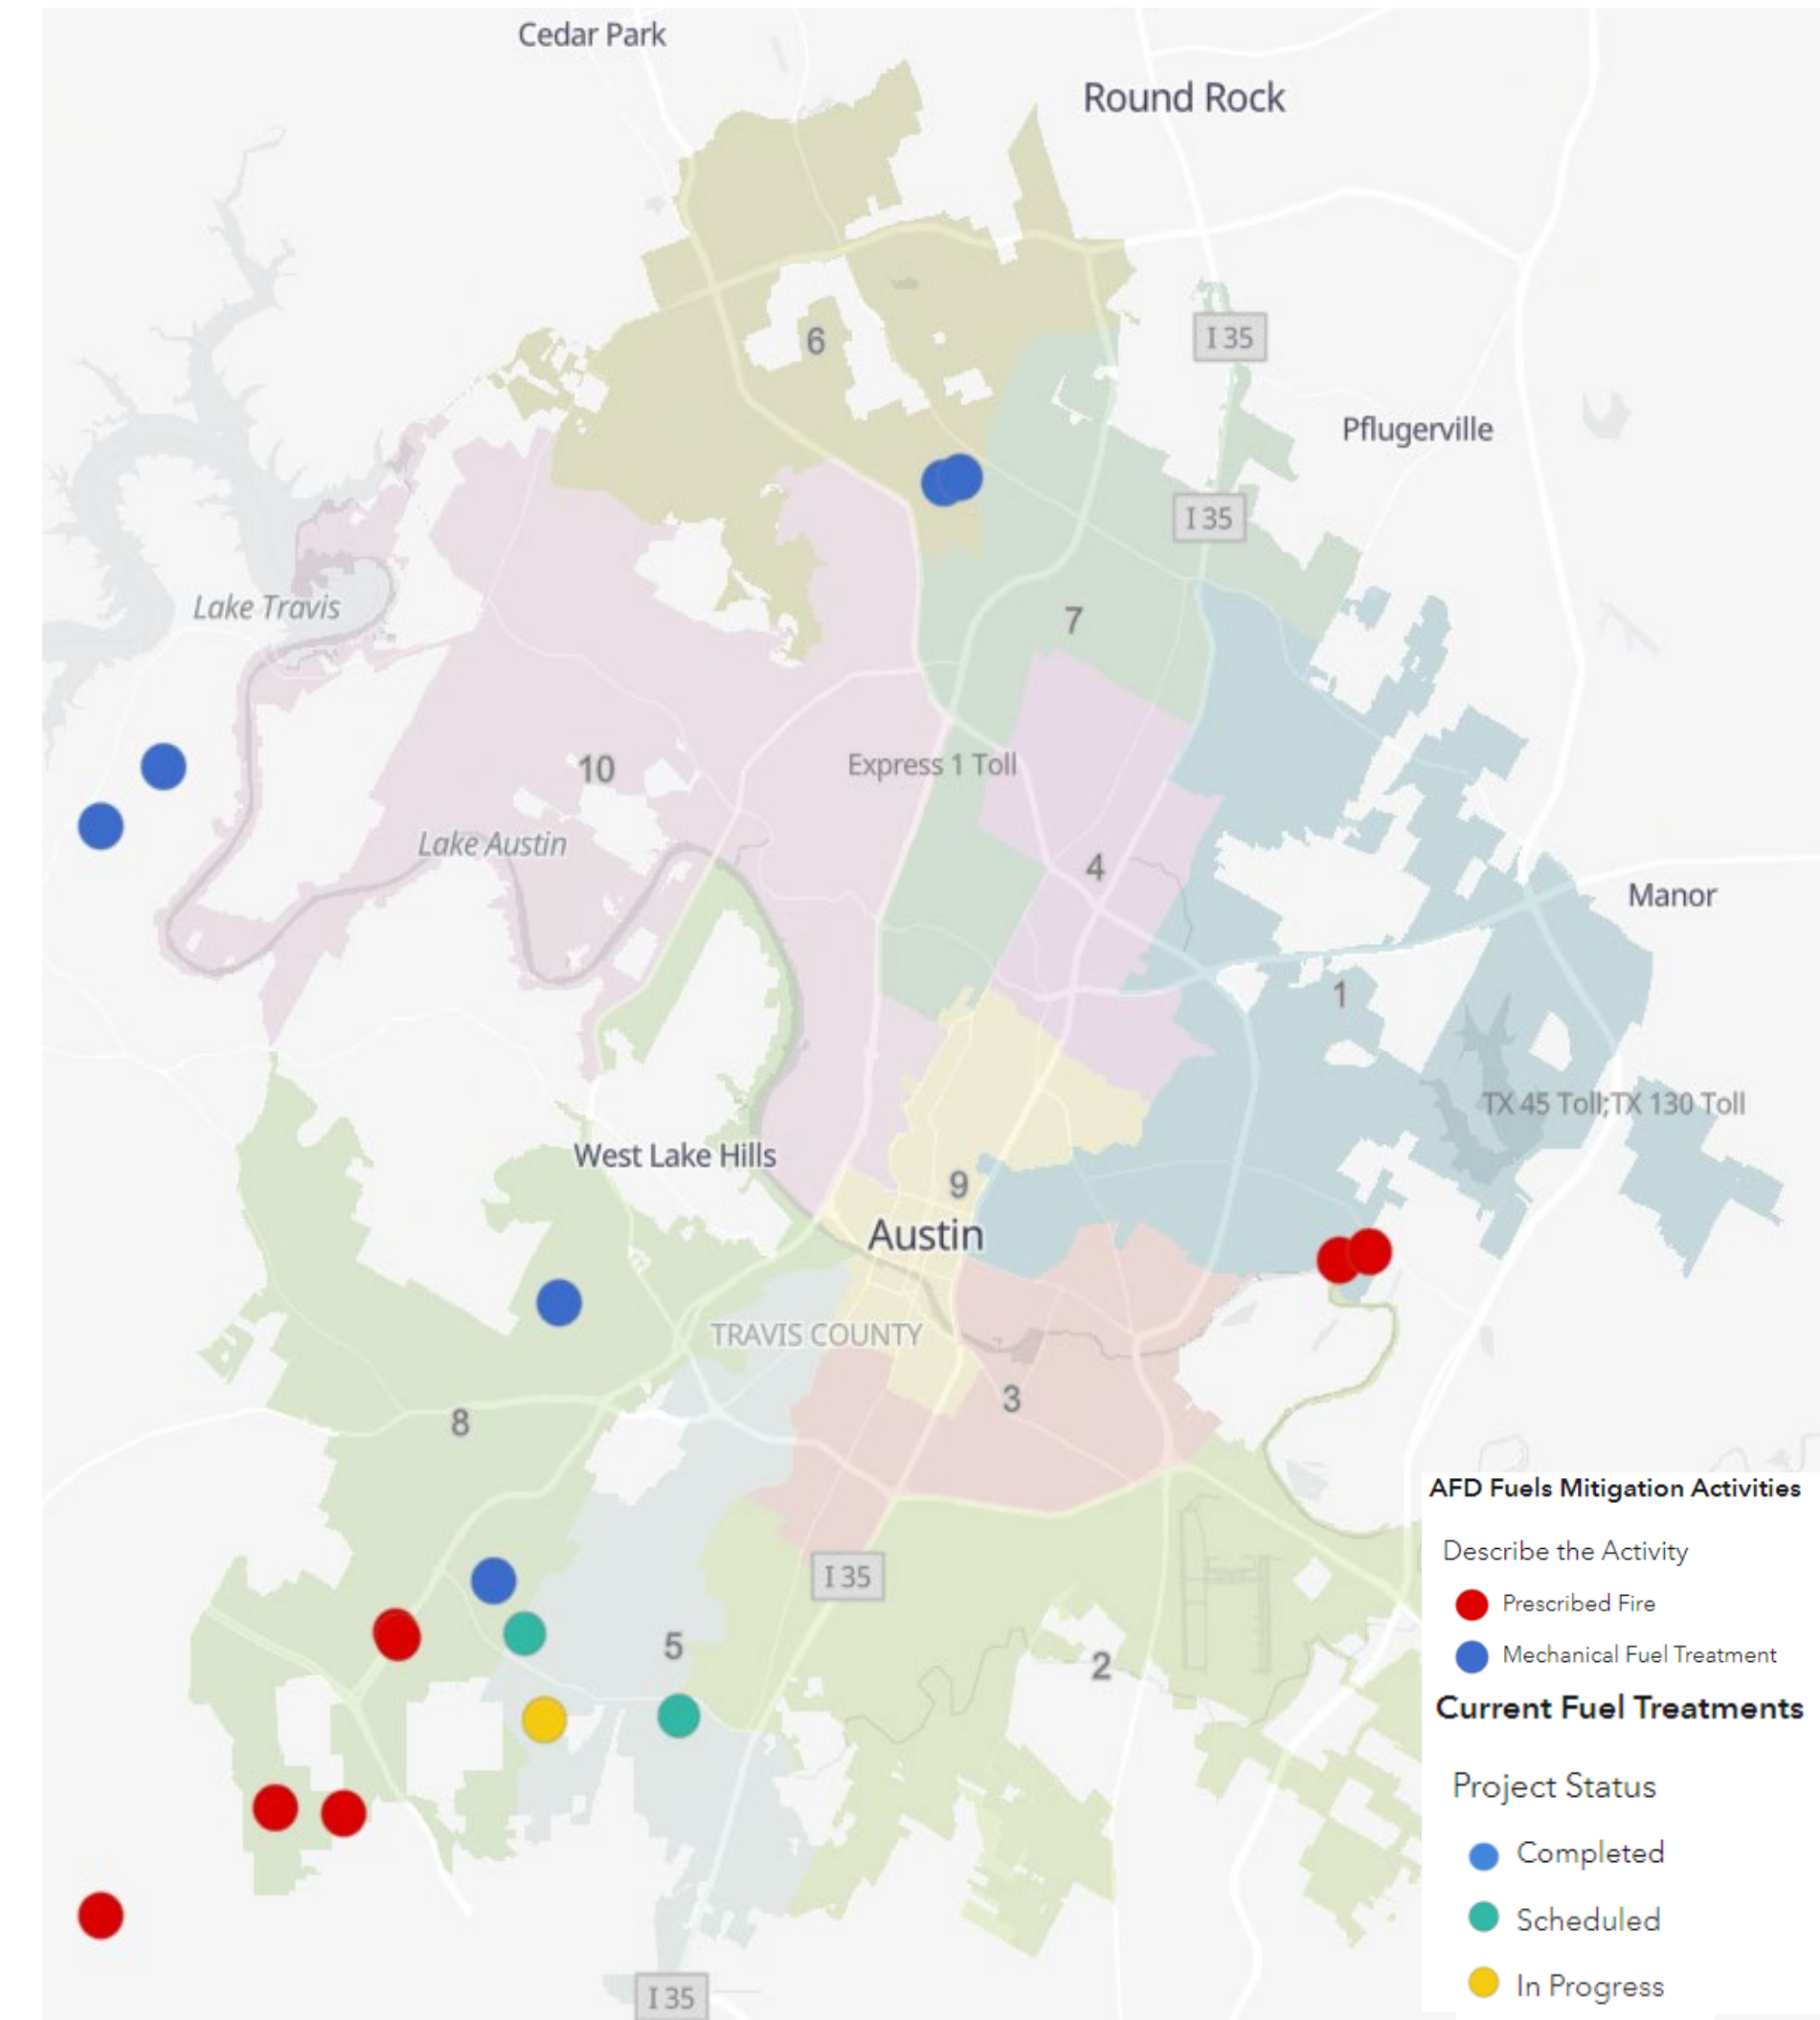 Cedar Park
Round Rock
I 35
6
Pflugerville
I 35
Lake Travis
7
10
Express 1 Toll
Lake Austin
4
Manor
1
TX 45 Toll;TX 130 Toll
West Lake Hills
9
Austin
TRAVIS COUNTY
3
8
I 35
5
2
I 35
AFD Fuels Mitigation Activities
Describe the Activity
Prescribed Fire
Mechanical Fuel Treatment
Current Fuel Treatments
Project Status
Completed
Scheduled
In Progress